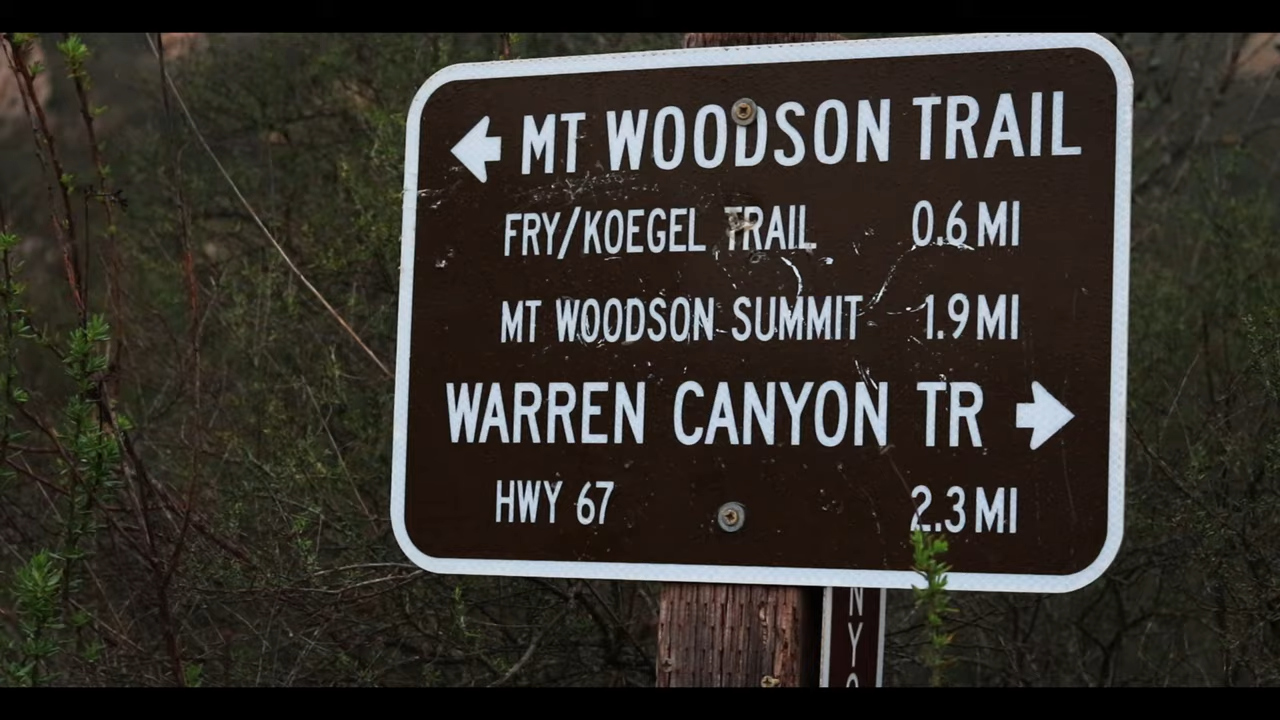 MT WOODSON TRAIL
FRY/KOEGEL TRAIL 0.6 MI
MT WOODSON SUMMIT 1.9 MI
WARREN CANYON TR
HWY 67 2.3 MI
N
Y